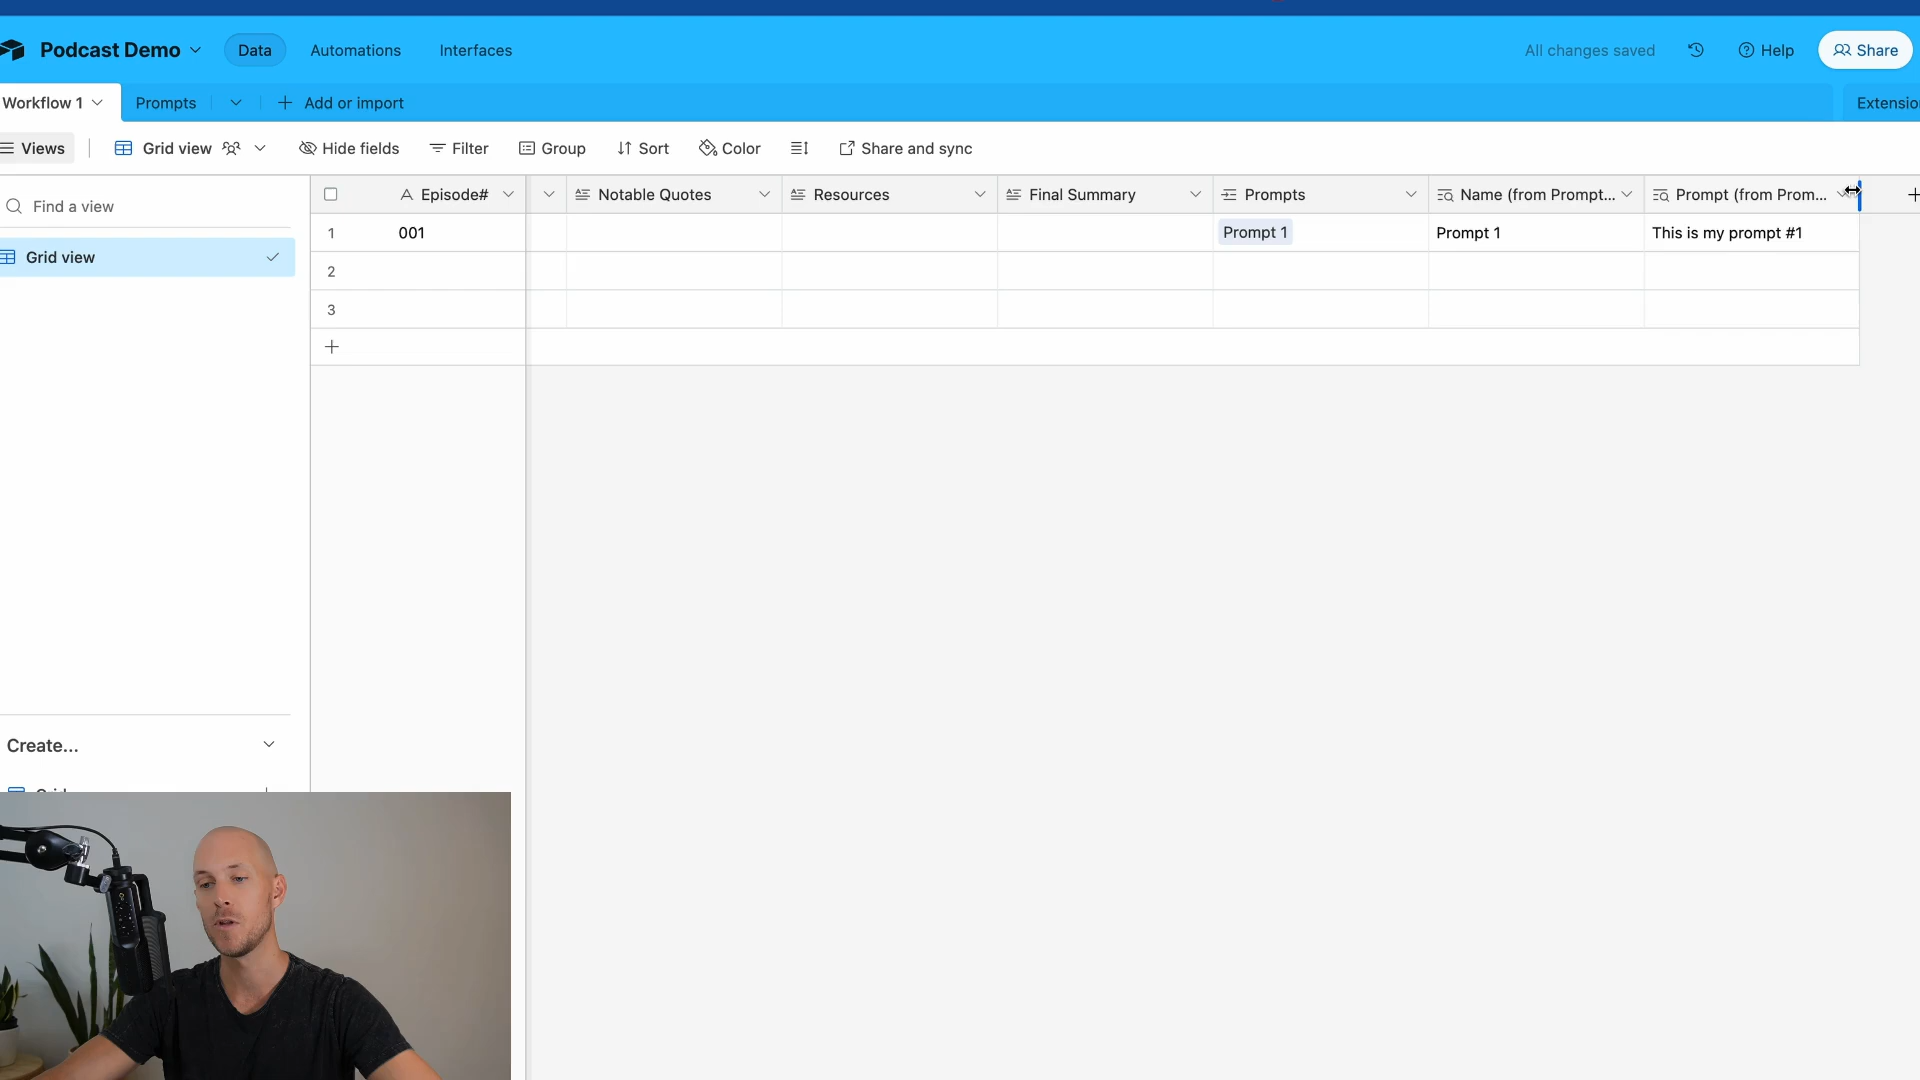 Podcast Demo Data Automations Interfaces All changes saved Help Share
Workflow 1 Prompts Add or import Extensio
Views Grid view Hide fields Filter Group Sort Color Share and sync
Find a view
Grid view
Episode# Notable Quotes Resources Final Summary Prompts Name (from Prompt... Prompt (from Prom...
1 001 Prompt 1 Prompt 1 This is my prompt #1
2
3
Create...